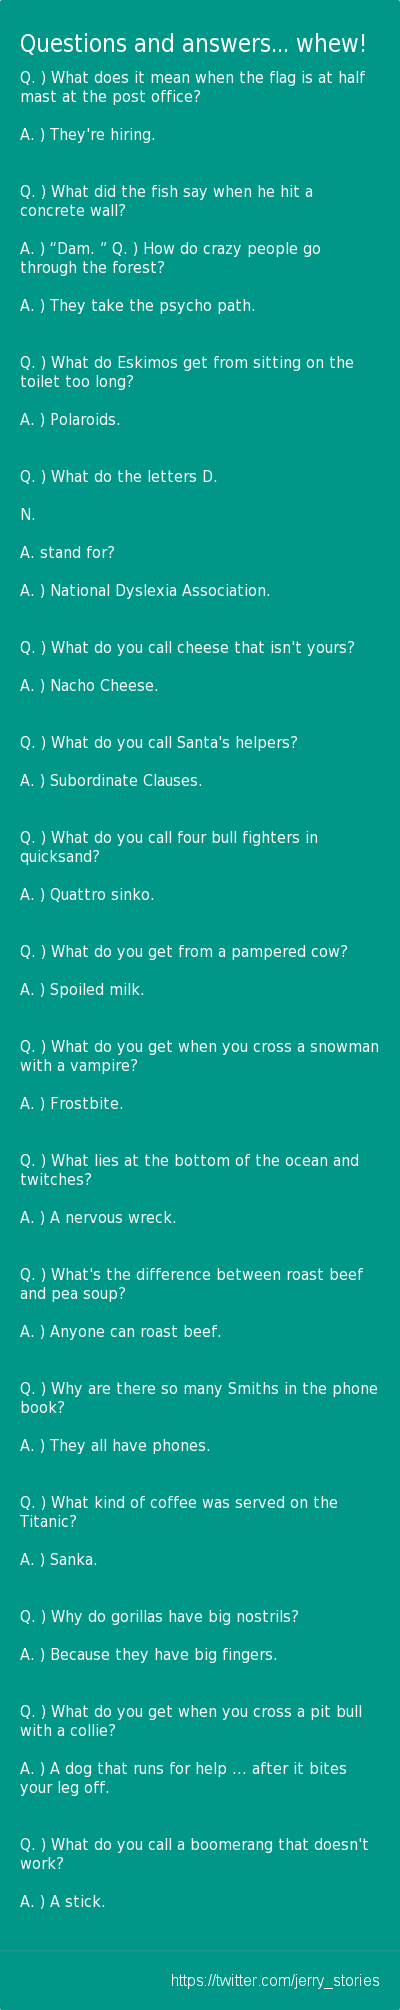 Questions and answers... whew!
Q. ) What does it mean when the flag is at half
mast at the post office?
A. ) They're hiring.
Q. ) What did the fish say when he hit a
concrete wall?
A. ) “Dam. ” Q. ) How do crazy people go
through the forest?
A. ) They take the psycho path.
Q. ) What do Eskimos get from sitting on the
toilet too long?
A. ) Polaroids.
Q. ) What do the letters D.
N.
A. stand for?
A. ) National Dyslexia Association.
Q. ) What do you call cheese that isn't yours?
A. ) Nacho Cheese.
Q. ) What do you call Santa's helpers?
A. ) Subordinate Clauses.
Q. ) What do you call four bull fighters in
quicksand?
A. ) Quattro sinko.
Q. ) What do you get from a pampered cow?
A. ) Spoiled milk.
Q. ) What do you get when you cross a snowman
with a vampire?
A. ) Frostbite.
Q. ) What lies at the bottom of the ocean and
twitches?
A. ) A nervous wreck.
Q. ) What's the difference between roast beef
and pea soup?
A. ) Anyone can roast beef.
Q. ) Why are there so many Smiths in the phone
book?
A. ) They all have phones.
Q. ) What kind of coffee was served on the
Titanic?
A. ) Sanka.
Q. ) Why do gorillas have big nostrils?
A. ) Because they have big fingers.
Q. ) What do you get when you cross a pit bull
with a collie?
A. ) A dog that runs for help … after it bites
your leg off.
Q. ) What do you call a boomerang that doesn't
work?
A. ) A stick.
https://twitter.com/jerry_stories